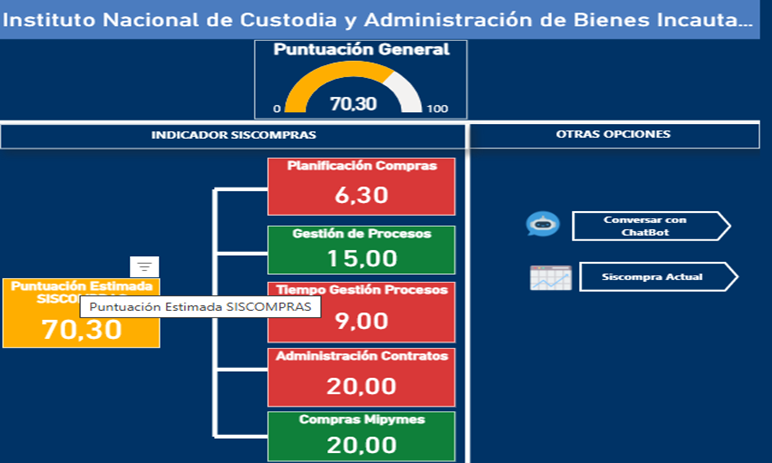 Instituto Nacional de Custodia y Administración de Bienes Incauta...
Puntuación General
70,30
0
100
INDICADOR SISCOMPRAS
OTRAS OPCIONES
Planificación Compras
6,30
Gestión de Procesos
15,00
Tiempo Gestión Procesos
9,00
Administración Contratos
20,00
Compras Mipymes
20,00
Puntuación Estimada
Puntuación Estimada SISCOMPRAS
70,30
Conversar con
ChatBot
Siscompra Actual